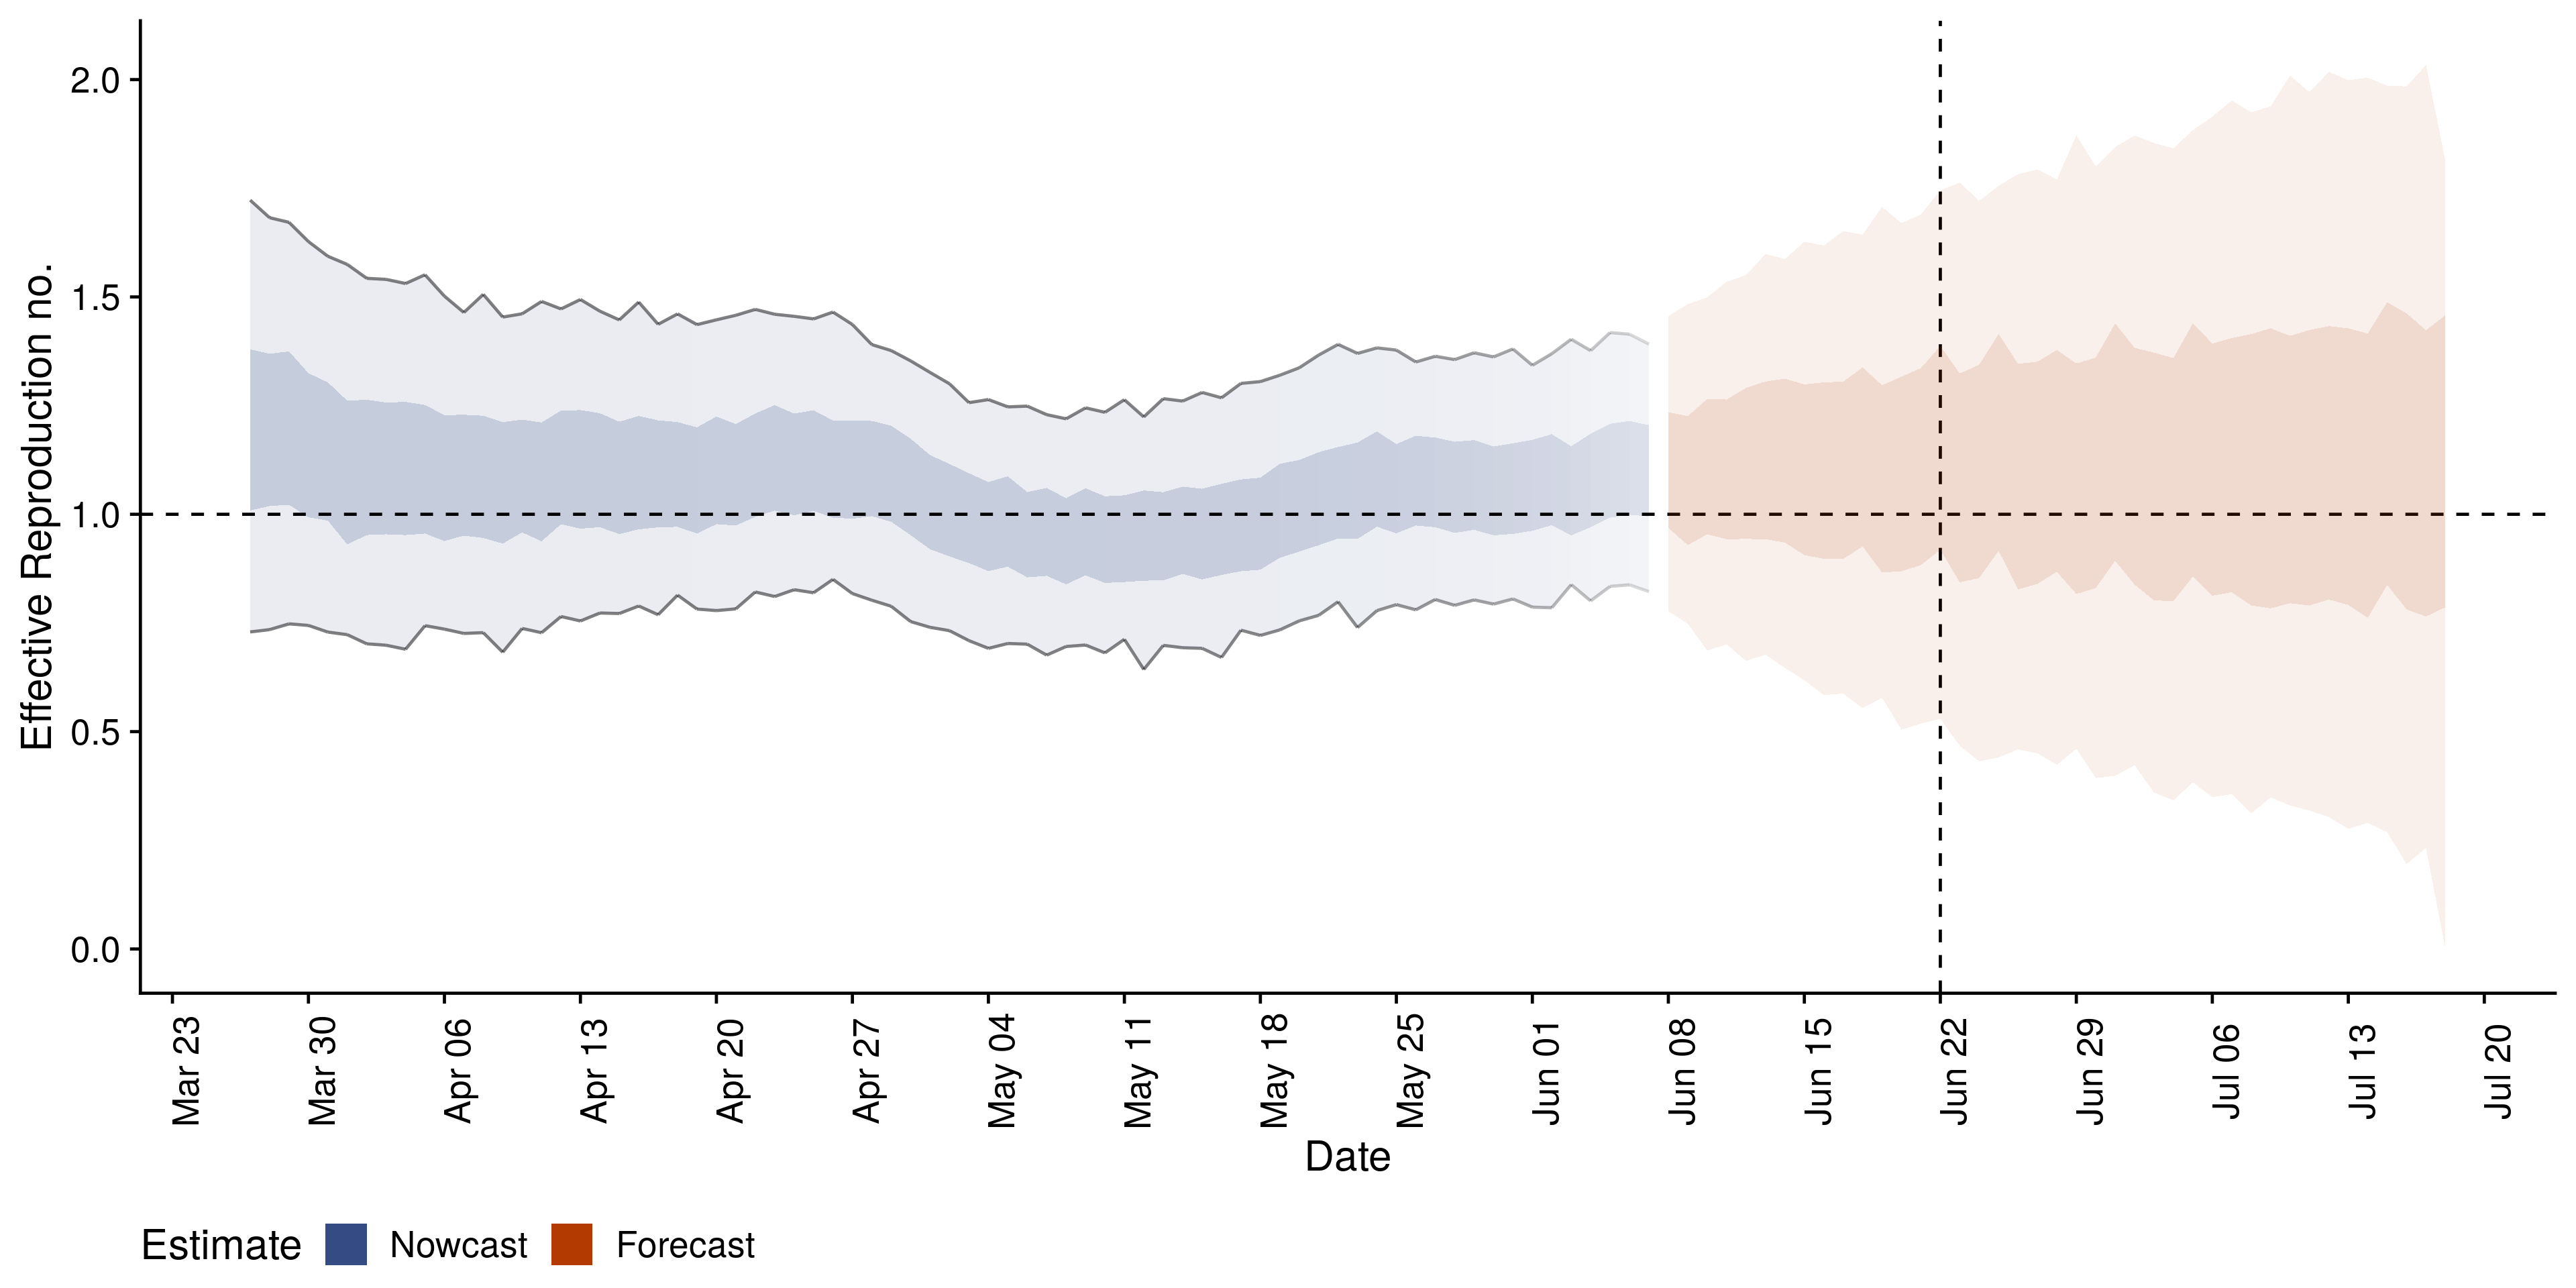 Effective Reproduction no.
2.0
1.5
1.0
0.5
0.0
Mar 23
Mar 30
Apr 06
Apr 13
Apr 20
Apr 27
May 04
May 11
May 18
May 25
Jun 01
Jun 08
Jun 15
Jun 22
Jun 29
Jul 06
Jul 13
Jul 20
Date
Estimate Nowcast Forecast